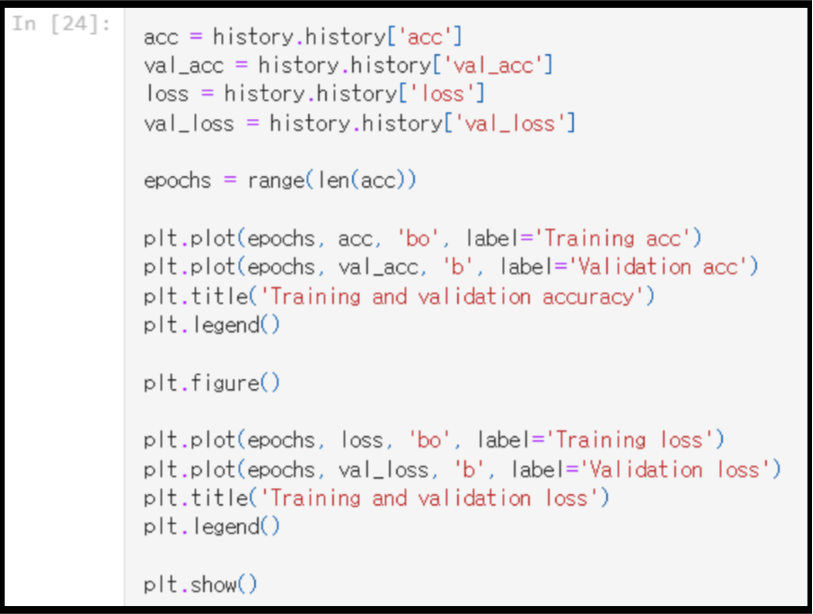 In [24]:
acc = history.history['acc']
val_acc = history.history['val_acc']
loss = history.history['loss']
val_loss = history.history['val_loss']
epochs = range(len(acc))
plt.plot(epochs, acc, 'bo', label='Training acc')
plt.plot(epochs, val_acc, 'b', label='Validation acc')
plt.title('Training and validation accuracy')
plt.legend()
plt.figure()
plt.plot(epochs, loss, 'bo', label='Training loss')
plt.plot(epochs, val_loss, 'b', label='Validation loss')
plt.title('Training and validation loss')
plt.legend()
plt.show()